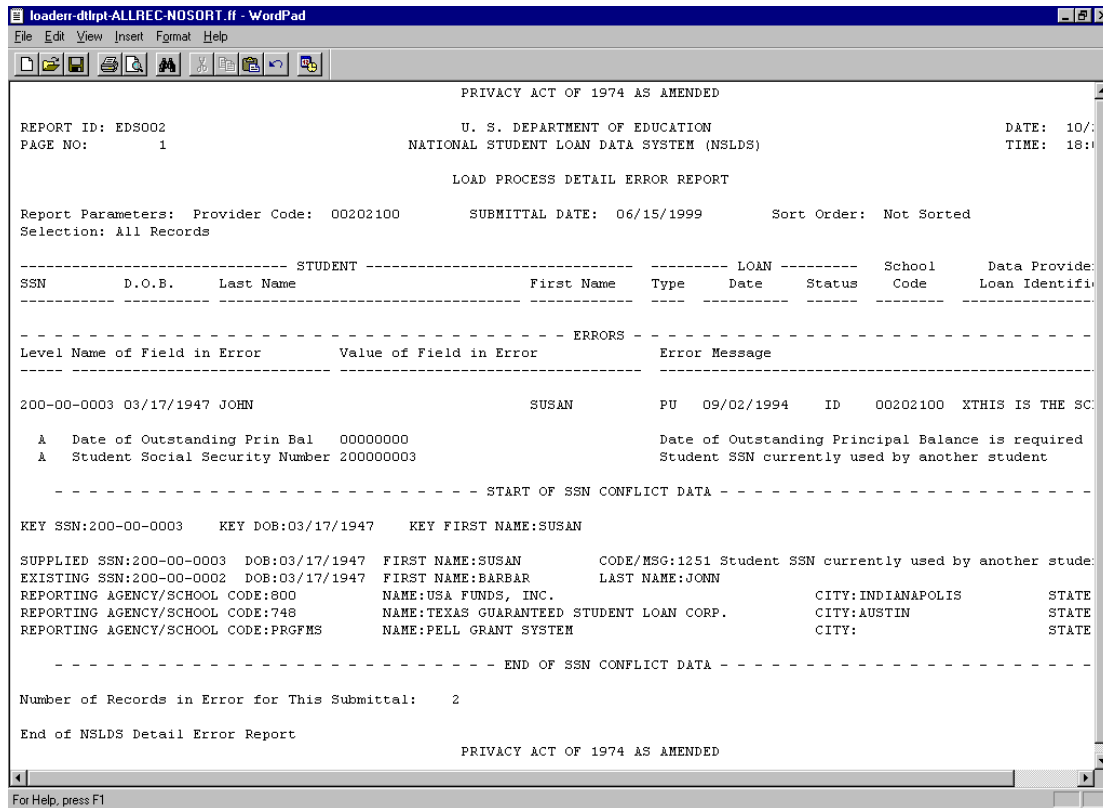 loaderr-dtlrpt-ALLREC-NOSORT.ff - WordPad
File Edit View Insert Format Help
PRIVACY ACT OF 1974 AS AMENDED
REPORT ID: EDS002 U. S. DEPARTMENT OF EDUCATION DATE: 10/
PAGE NO: 1 NATIONAL STUDENT LOAN DATA SYSTEM (NSLDS) TIME: 18:
LOAD PROCESS DETAIL ERROR REPORT
Report Parameters: Provider Code: 00202100 SUBMITTAL DATE: 06/15/1999 Sort Order: Not Sorted
Selection: All Records
------------------------------- STUDENT ------------------------------- --------- LOAN --------- School Data Provide
SSN D.O.B. Last Name First Name Type Date Status Code Loan Identifi
----------- ---------- ----------------------------------- ------------ ---- ---------- ------ -------- ----------------
- - - - - - - - - - - - - - - - - - - - - - - - - - - - - - - - ERRORS - - - - - - - - - - - - - - - - - - - - - - - - - - -
Level Name of Field in Error Value of Field in Error Error Message
----- ------------------------------ ----------------------------------- ---------------------------------------------------
200-00-0003 03/17/1947 JOHN SUSAN PU 09/02/1994 ID 00202100 XTHIS IS THE SC
A Date of Outstanding Prin Bal 00000000 Date of Outstanding Principal Balance is required
A Student Social Security Number 200000003 Student SSN currently used by another student
- - - - - - - - - - - - - - - - - - - - - - - - - START OF SSN CONFLICT DATA - - - - - - - - - - - - - - - - - - - - - -
KEY SSN:200-00-0003 KEY DOB:03/17/1947 KEY FIRST NAME:SUSAN
SUPPLIED SSN:200-00-0003 DOB:03/17/1947 FIRST NAME:SUSAN CODE/MSG:1251 Student SSN currently used by another stude
EXISTING SSN:200-00-0002 DOB:03/17/1947 FIRST NAME:BARBAR LAST NAME:JONN
REPORTING AGENCY/SCHOOL CODE:800 NAME:USA FUNDS, INC. CITY:INDIANAPOLIS STATE
REPORTING AGENCY/SCHOOL CODE:748 NAME:TEXAS GUARANTEED STUDENT LOAN CORP. CITY:AUSTIN STATE
REPORTING AGENCY/SCHOOL CODE:PRGFMS NAME:PELL GRANT SYSTEM CITY: STATE
- - - - - - - - - - - - - - - - - - - - - - - - - - END OF SSN CONFLICT DATA - - - - - - - - - - - - - - - - - - - - - -
Number of Records in Error for This Submittal: 2
End of NSLDS Detail Error Report
PRIVACY ACT OF 1974 AS AMENDED
For Help, press F1